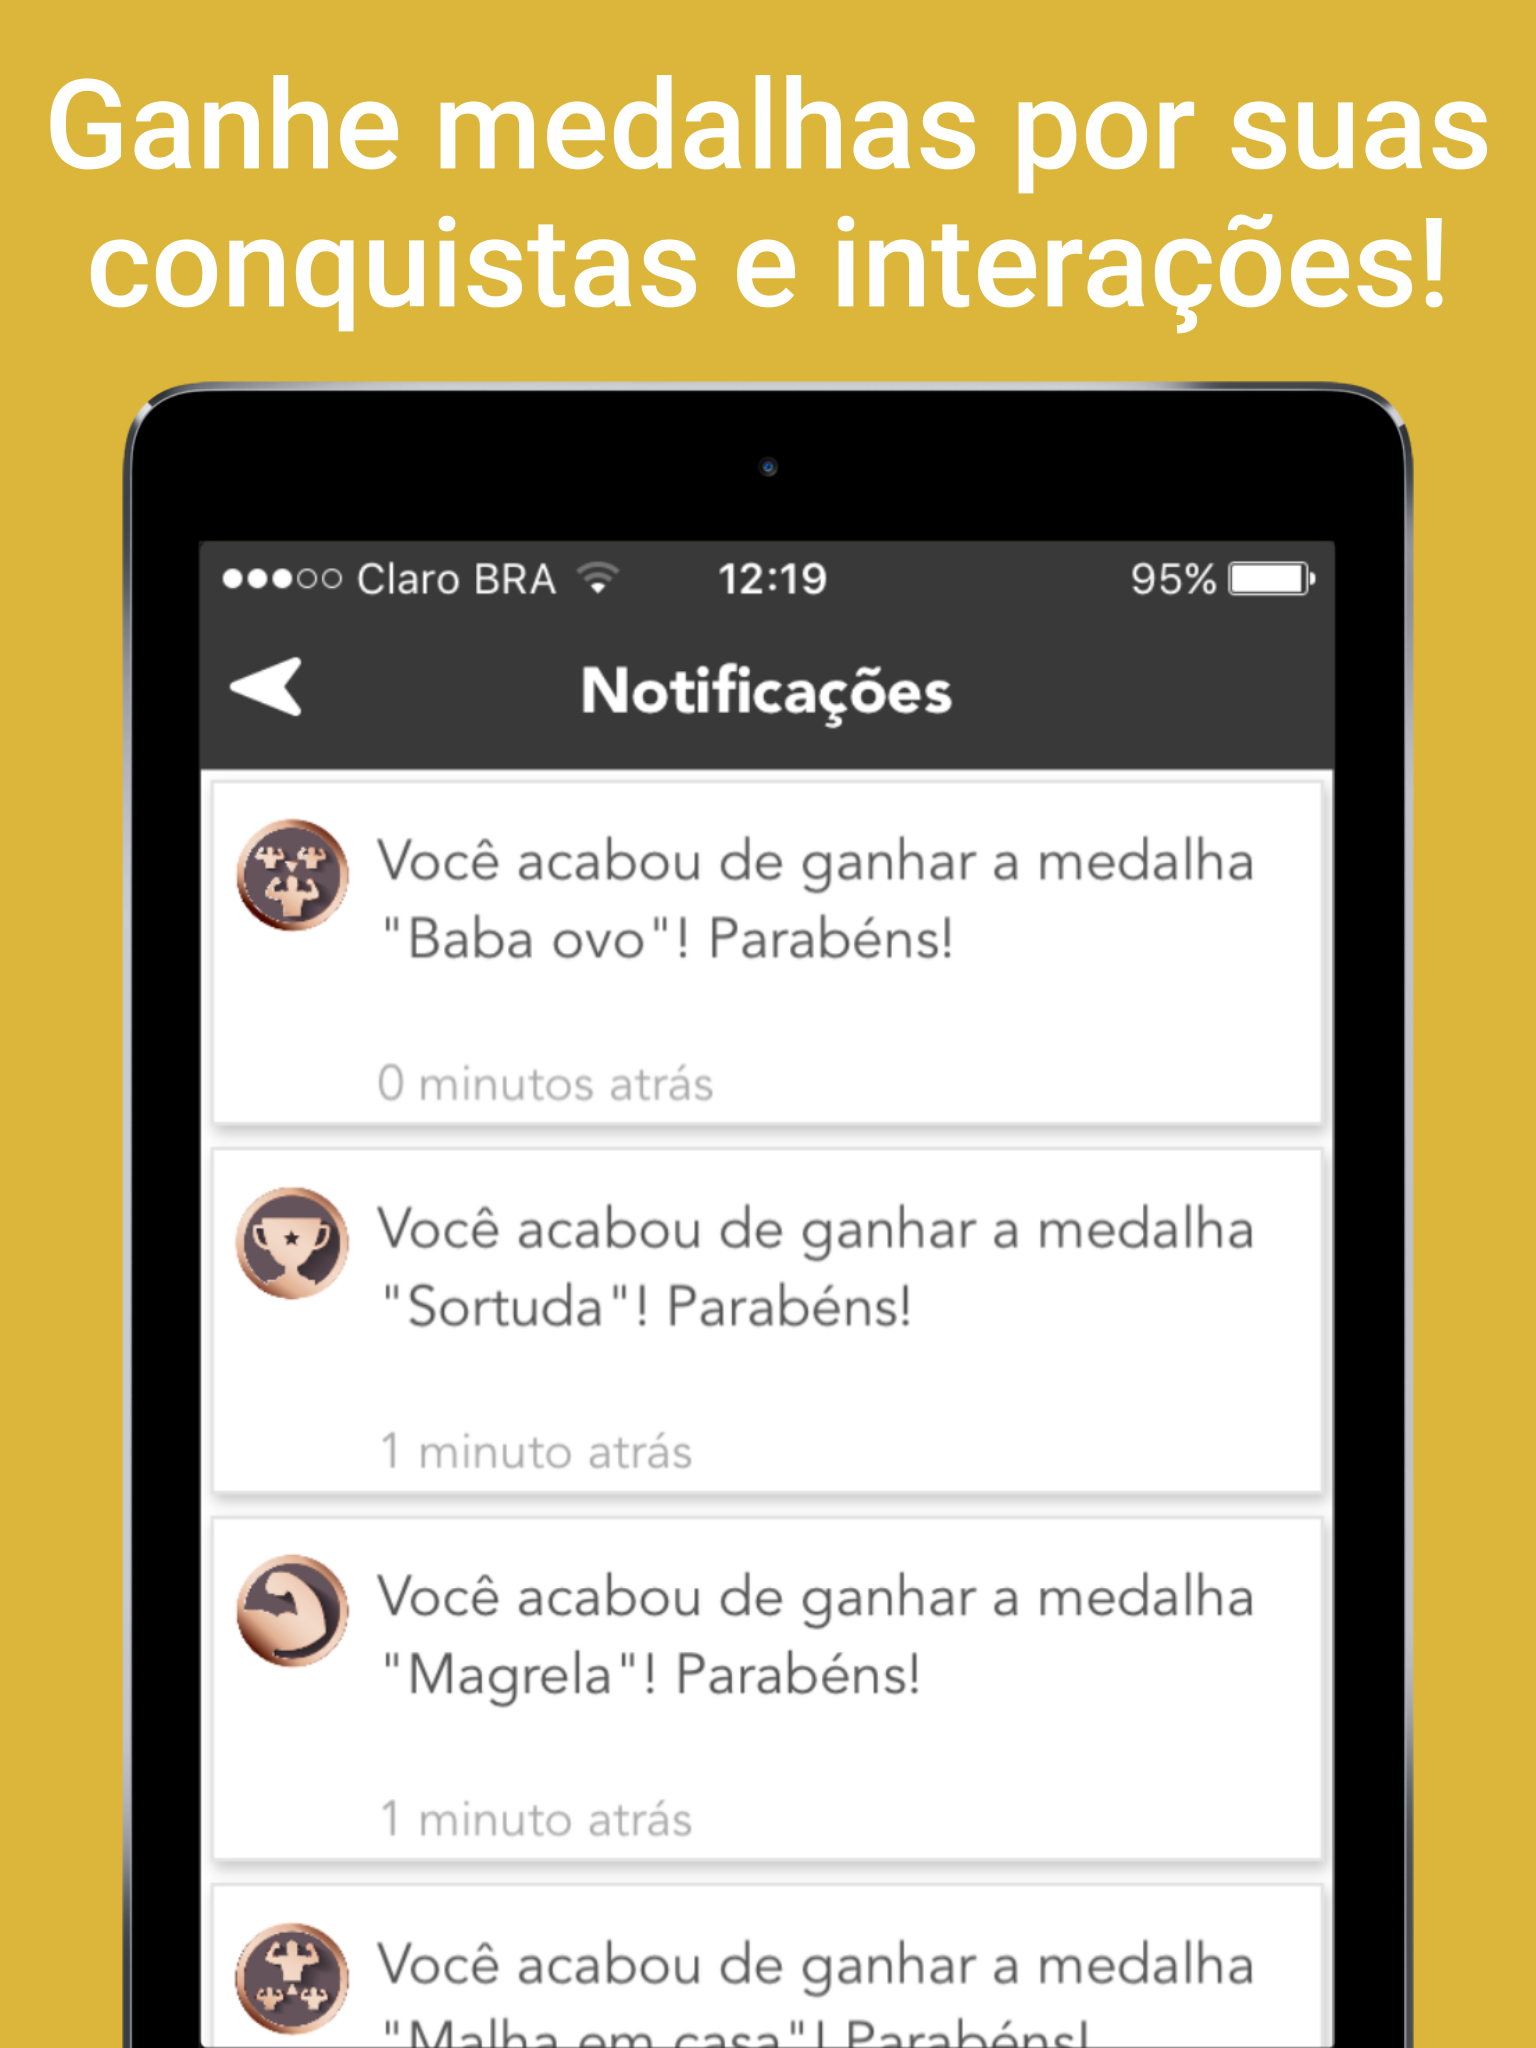 Ganhe medalhas por suas
conquistas e interações!
Claro BRA 12:19 95%
Notificações
Você acabou de ganhar a medalha
"Baba ovo"! Parabéns!
0 minutos atrás
Você acabou de ganhar a medalha
"Sortuda"! Parabéns!
1 minuto atrás
Você acabou de ganhar a medalha
"Magrela"! Parabéns!
1 minuto atrás
Você acabou de ganhar a medalha
"Malha em casa"! Parabéns!